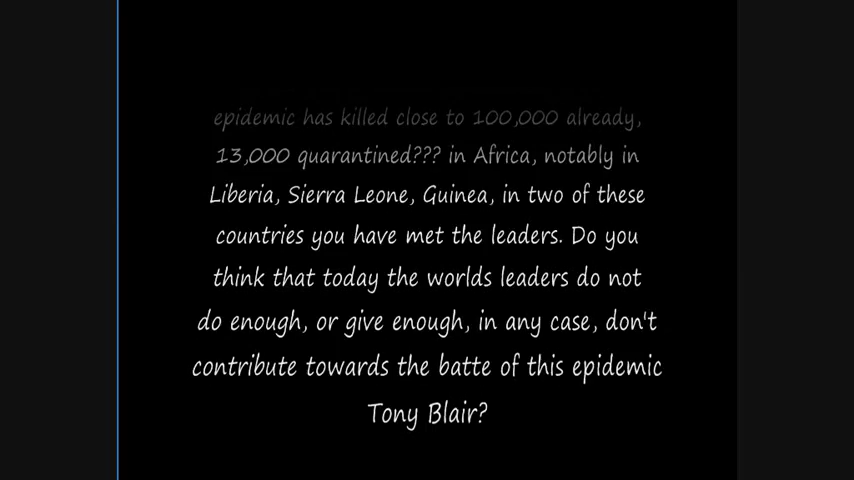 epidemic has killed close to 100,000 already,
13,000 quarantined??? in Africa, notably in
Liberia, Sierra Leone, Guinea, in two of these
countries you have met the leaders. Do you
think that today the worlds leaders do not
do enough, or give enough, in any case, don't
contribute towards the batte of this epidemic
Tony Blair?